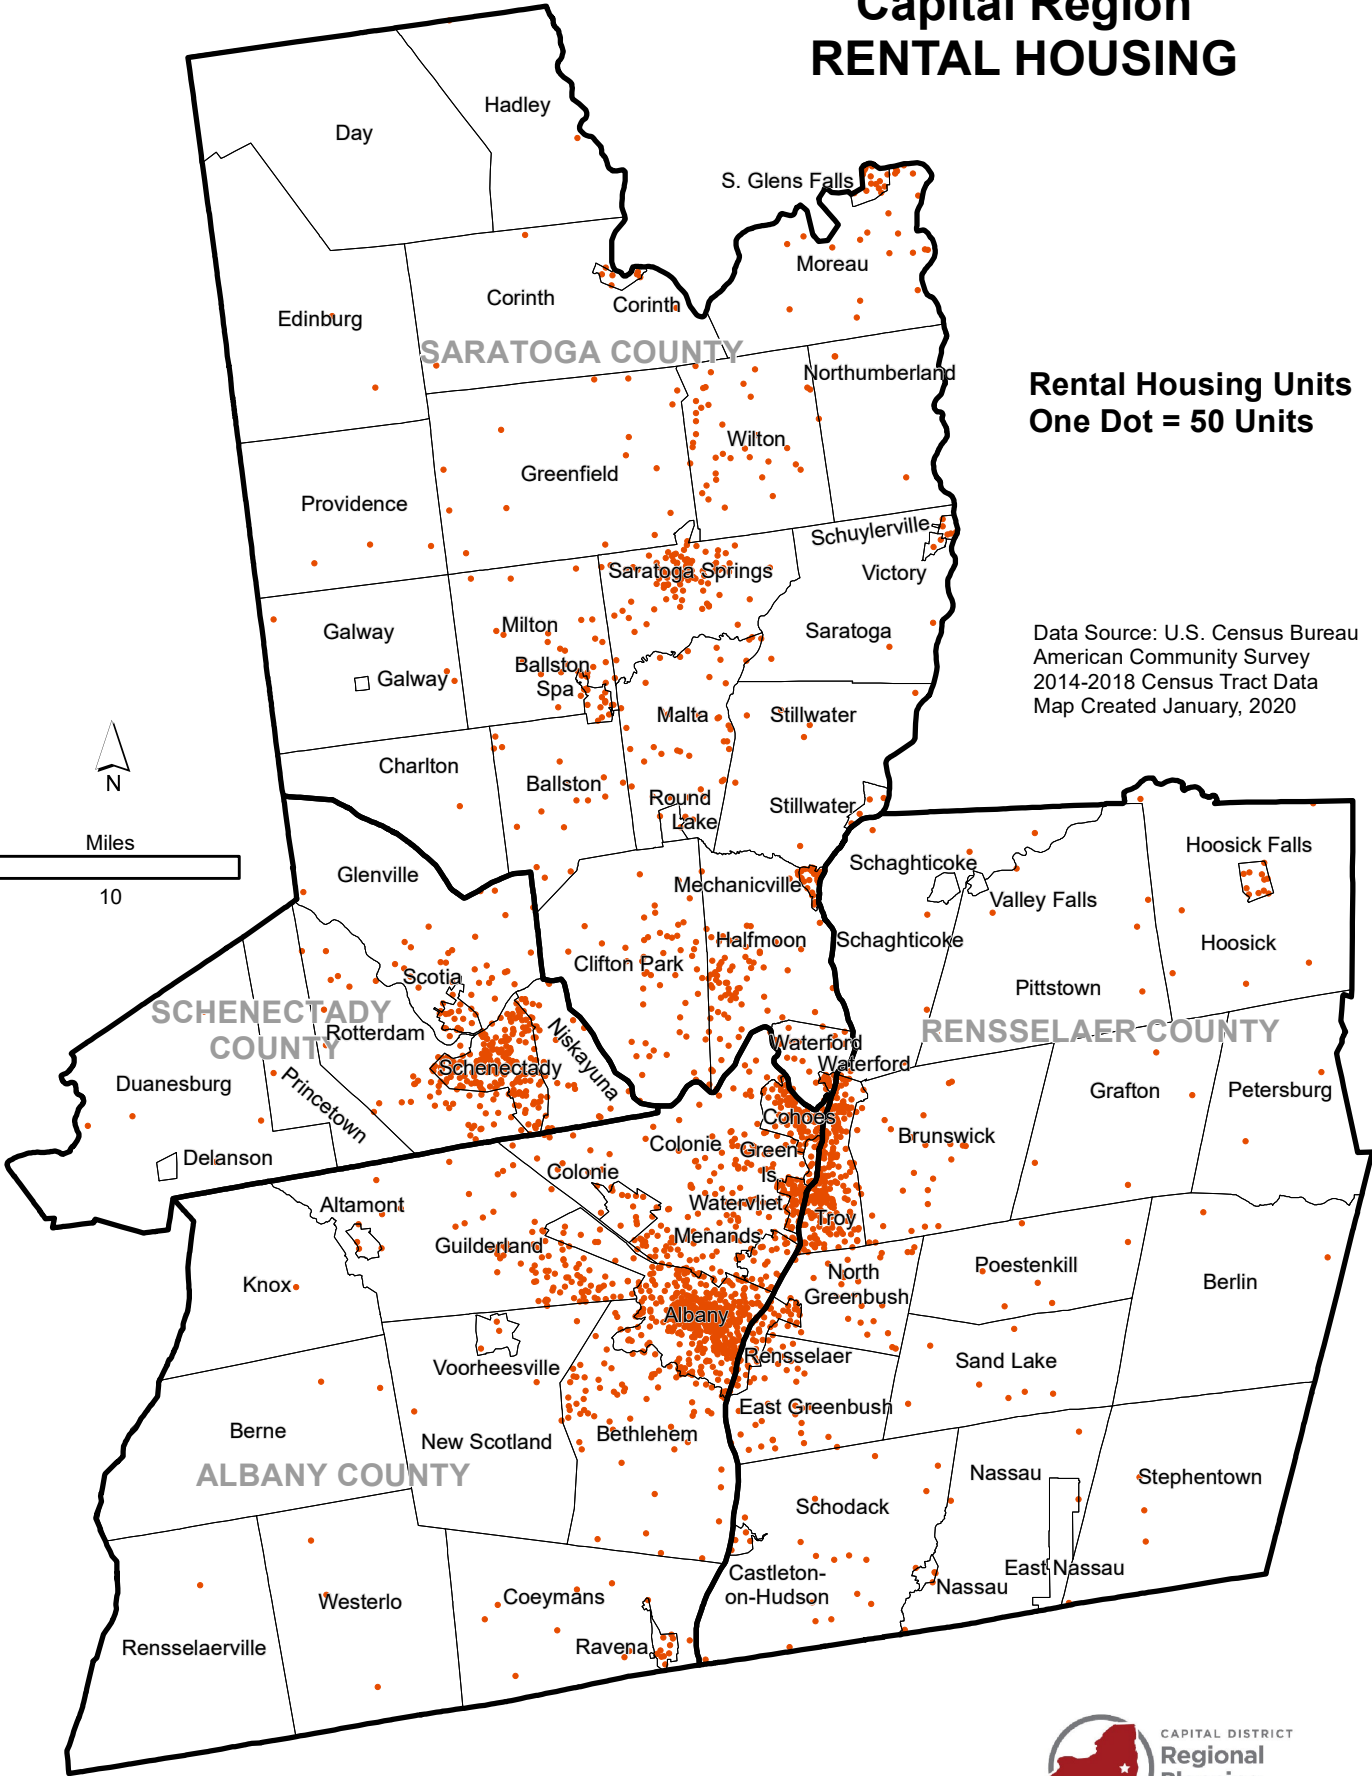 Capital Region
RENTAL HOUSING
Hadley
Day
S. Glens Falls
Moreau
Corinth
Corinth
Edinburg
SARATOGA COUNTY
Northumberland
Rental Housing Units
One Dot = 50 Units
Wilton
Greenfield
Providence
Schuylerville
Victory
Saratoga Springs
Galway
Milton
Saratoga
Data Source: U.S. Census Bureau
American Community Survey
2014-2018 Census Tract Data
Map Created January, 2020
Galway
Ballston
Spa
Malta
Stillwater
N
Charlton
Ballston
Round
Lake
Stillwater
Miles
10
Glenville
Mechanicville
Schaghticoke
Hoosick Falls
Valley Falls
Halfmoon
Schaghticoke
Hoosick
Clifton Park
Scotia
Pittstown
SCHENECTADY
COUNTY
Rotterdam
Niskayuna
RENSSELAER COUNTY
Waterford
Waterford
Schenectady
Duanesburg
Princetown
Grafton
Petersburg
Cohoes
Brunswick
Colonie
Green
Is.
Delanson
Colonie
Altamont
Watervliet
Troy
Menands
Guilderland
Knox
North
Greenbush
Poestenkill
Berlin
Albany
Voorheesville
Rensselaer
Sand Lake
East Greenbush
Berne
New Scotland
Bethlehem
ALBANY COUNTY
Nassau
Stephentown
Schodack
Castleton-
on-Hudson
East Nassau
Nassau
Westerlo
Coeymans
Rensselaerville
Ravena
CAPITAL DISTRICT
Regional